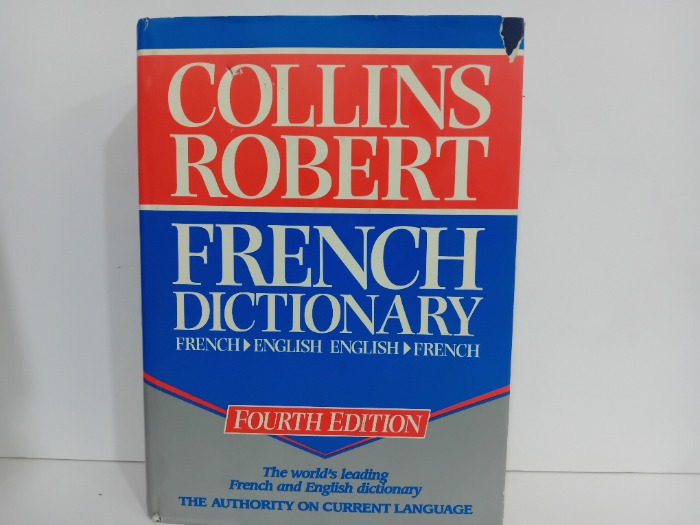 COLLINS
ROBERT
FRENCH
DICTIONARY
FRENCH▶ENGLISH ENGLISH▶FRENCH
FOURTH EDITION
The world's leading
French and English dictionary
THE AUTHORITY ON CURRENT LANGUAGE